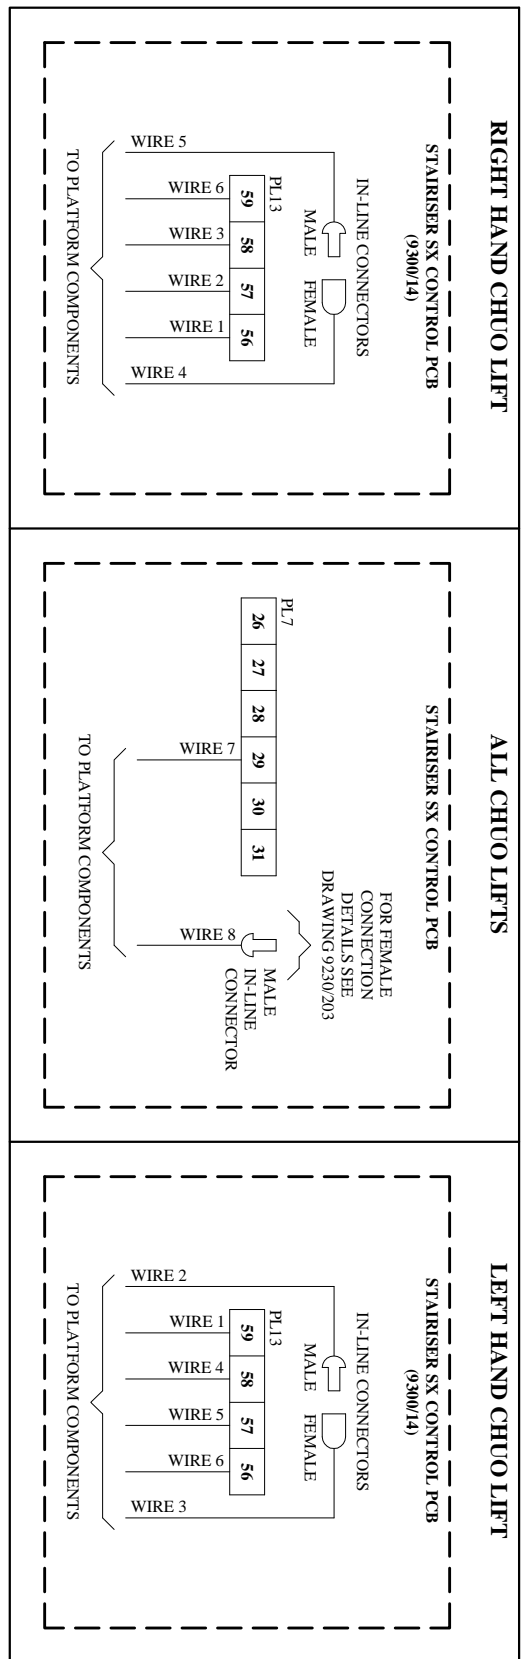 RIGHT HAND CHUO LIFT
STAIRISER SX CONTROL PCB
(9300/14)
IN-LINE CONNECTORS
MALE
FEMALE
PL13
59
58
57
56
WIRE 5
WIRE 6
WIRE 3
WIRE 2
WIRE 1
WIRE 4
TO PLATFORM COMPONENTS
ALL CHUO LIFTS
STAIRISER SX CONTROL PCB
FOR FEMALE
CONNECTION
DETAILS SEE
DRAWING 9230/203
PL7
26
27
28
29
30
31
MALE
IN-LINE
CONNECTOR
WIRE 7
WIRE 8
TO PLATFORM COMPONENTS
LEFT HAND CHUO LIFT
STAIRISER SX CONTROL PCB
(9300/14)
IN-LINE CONNECTORS
MALE
FEMALE
PL13
59
58
57
56
WIRE 2
WIRE 1
WIRE 4
WIRE 5
WIRE 6
WIRE 3
TO PLATFORM COMPONENTS